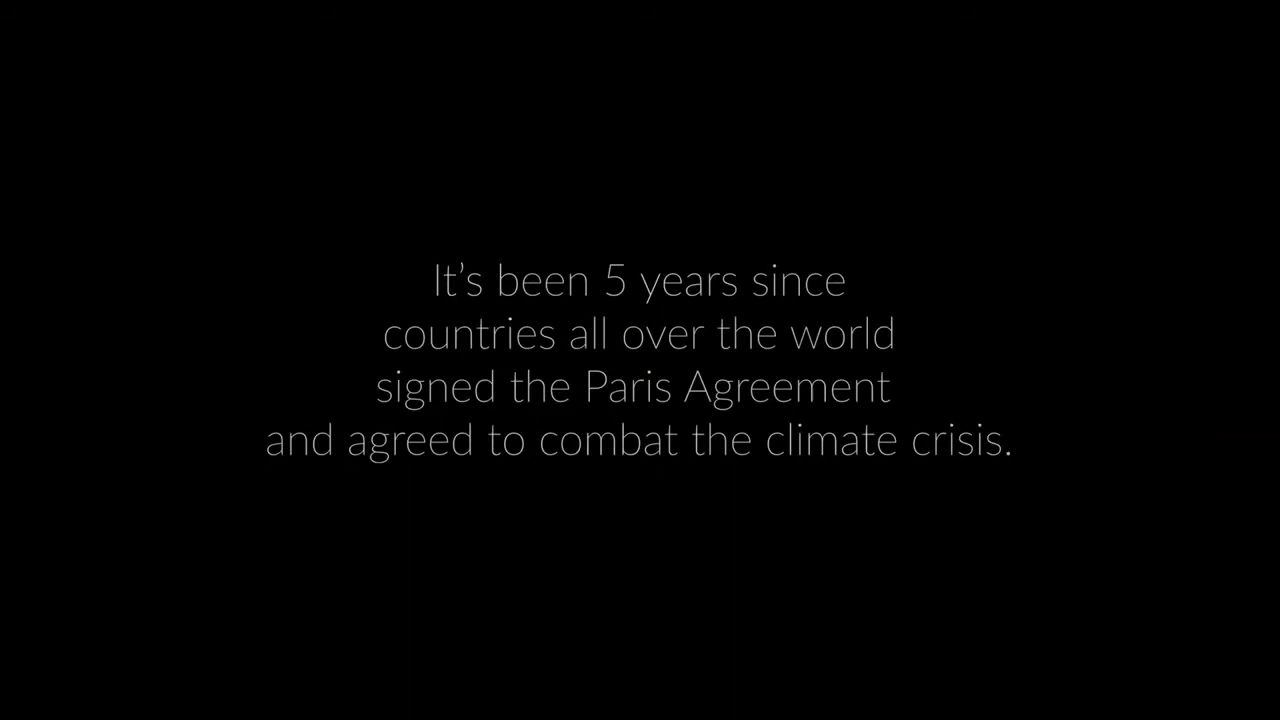 It’s been 5 years since
countries all over the world
signed the Paris Agreement
and agreed to combat the climate crisis.